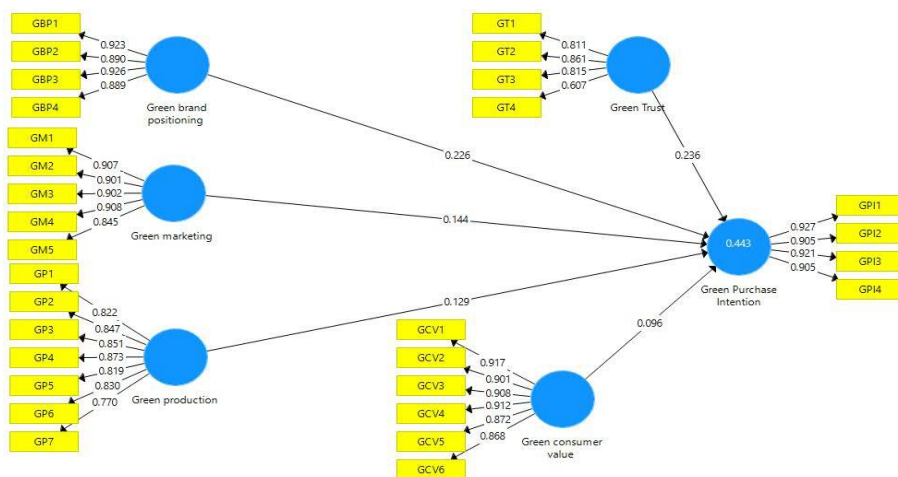 GBP1
GBP2
GBP3
GBP4
0.923
0.890
0.926
0.889
Green brand
positioning
GM1
GM2
GM3
GM4
GM5
0.907
0.901
0.902
0.908
0.845
Green marketing
GP1
GP2
GP3
GP4
GP5
GP6
GP7
0.822
0.847
0.851
0.873
0.819
0.830
0.770
Green production
0.226
0.144
0.129
GT1
GT2
GT3
GT4
0.811
0.861
0.815
0.607
Green Trust
0.236
0.443
Green Purchase
Intention
0.927
0.905
0.921
0.905
GPI1
GPI2
GPI3
GPI4
0.096
GCV1
GCV2
GCV3
GCV4
GCV5
GCV6
0.917
0.901
0.908
0.912
0.872
0.868
Green consumer
value